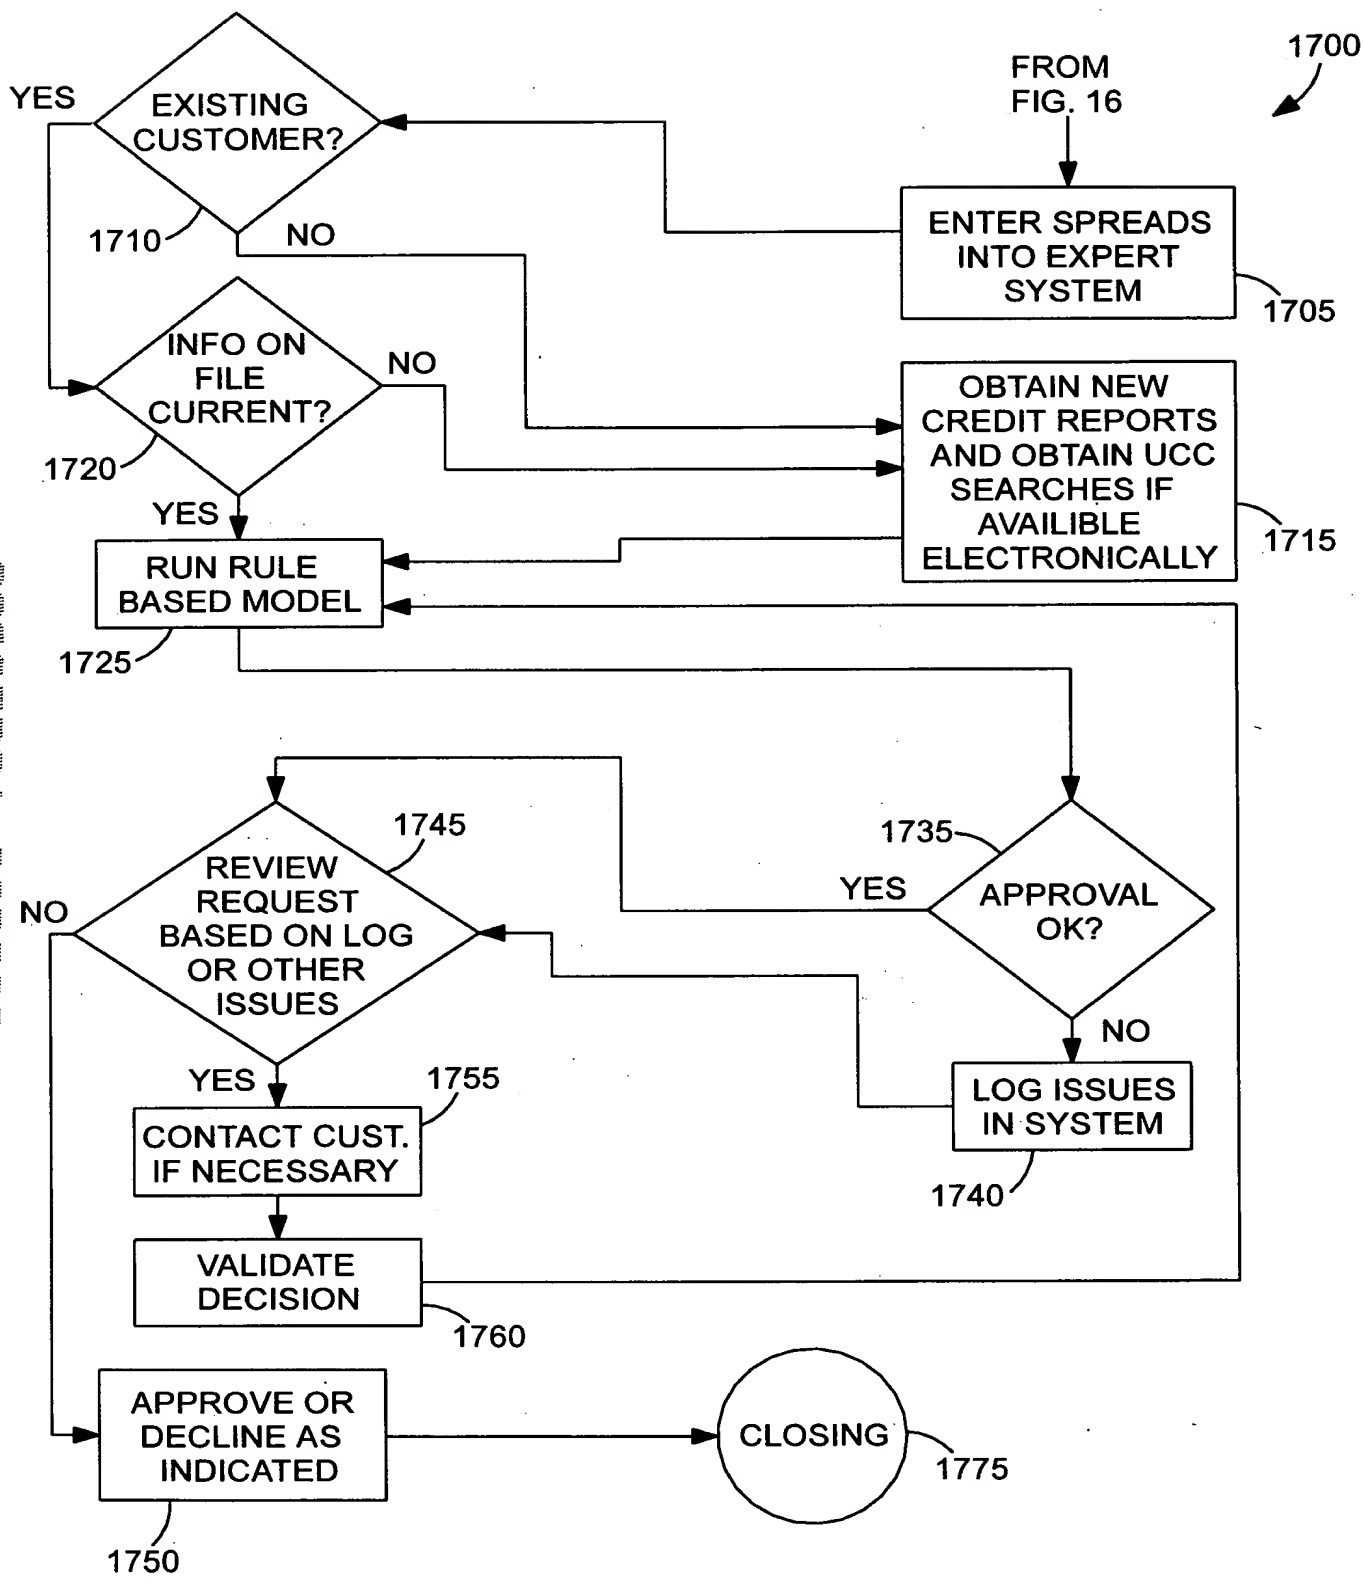 1700
FROM
FIG. 16
YES
EXISTING
CUSTOMER?
1710
NO
ENTER SPREADS
INTO EXPERT
SYSTEM
1705
INFO ON
FILE
CURRENT?
NO
1720
YES
OBTAIN NEW
CREDIT REPORTS
AND OBTAIN UCC
SEARCHES IF
AVAILIBLE
ELECTRONICALLY
1715
RUN RULE
BASED MODEL
1725
1745
1735
REVIEW
REQUEST
BASED ON LOG
OR OTHER
ISSUES
NO
YES
APPROVAL
OK?
NO
YES
1755
LOG ISSUES
IN SYSTEM
1740
CONTACT CUST.
IF NECESSARY
VALIDATE
DECISION
1760
APPROVE OR
DECLINE AS
INDICATED
1750
CLOSING
1775